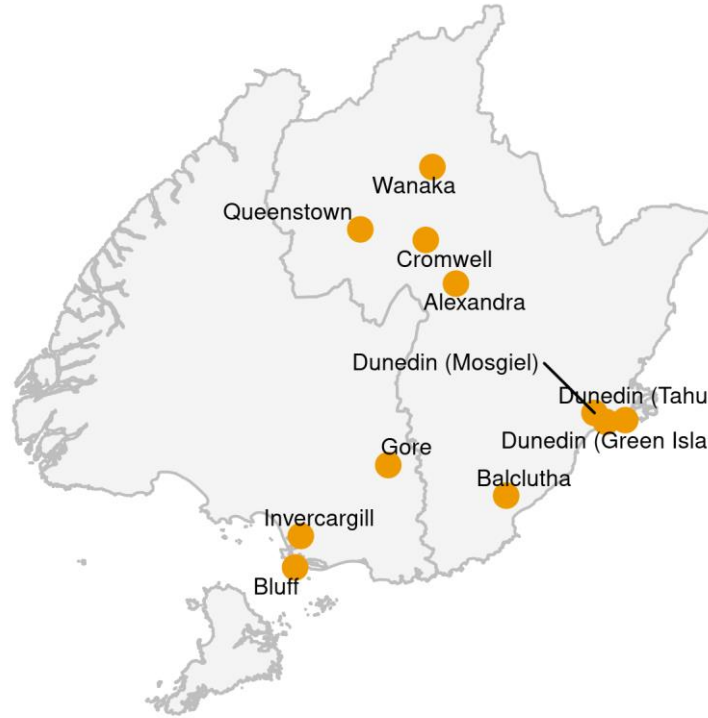 Wanaka
Queenstown
Cromwell
Alexandra
Dunedin (Mosgiel)
Dunedin (Tahu
Dunedin (Green Isla
Gore
Balclutha
Invercargill
Bluff